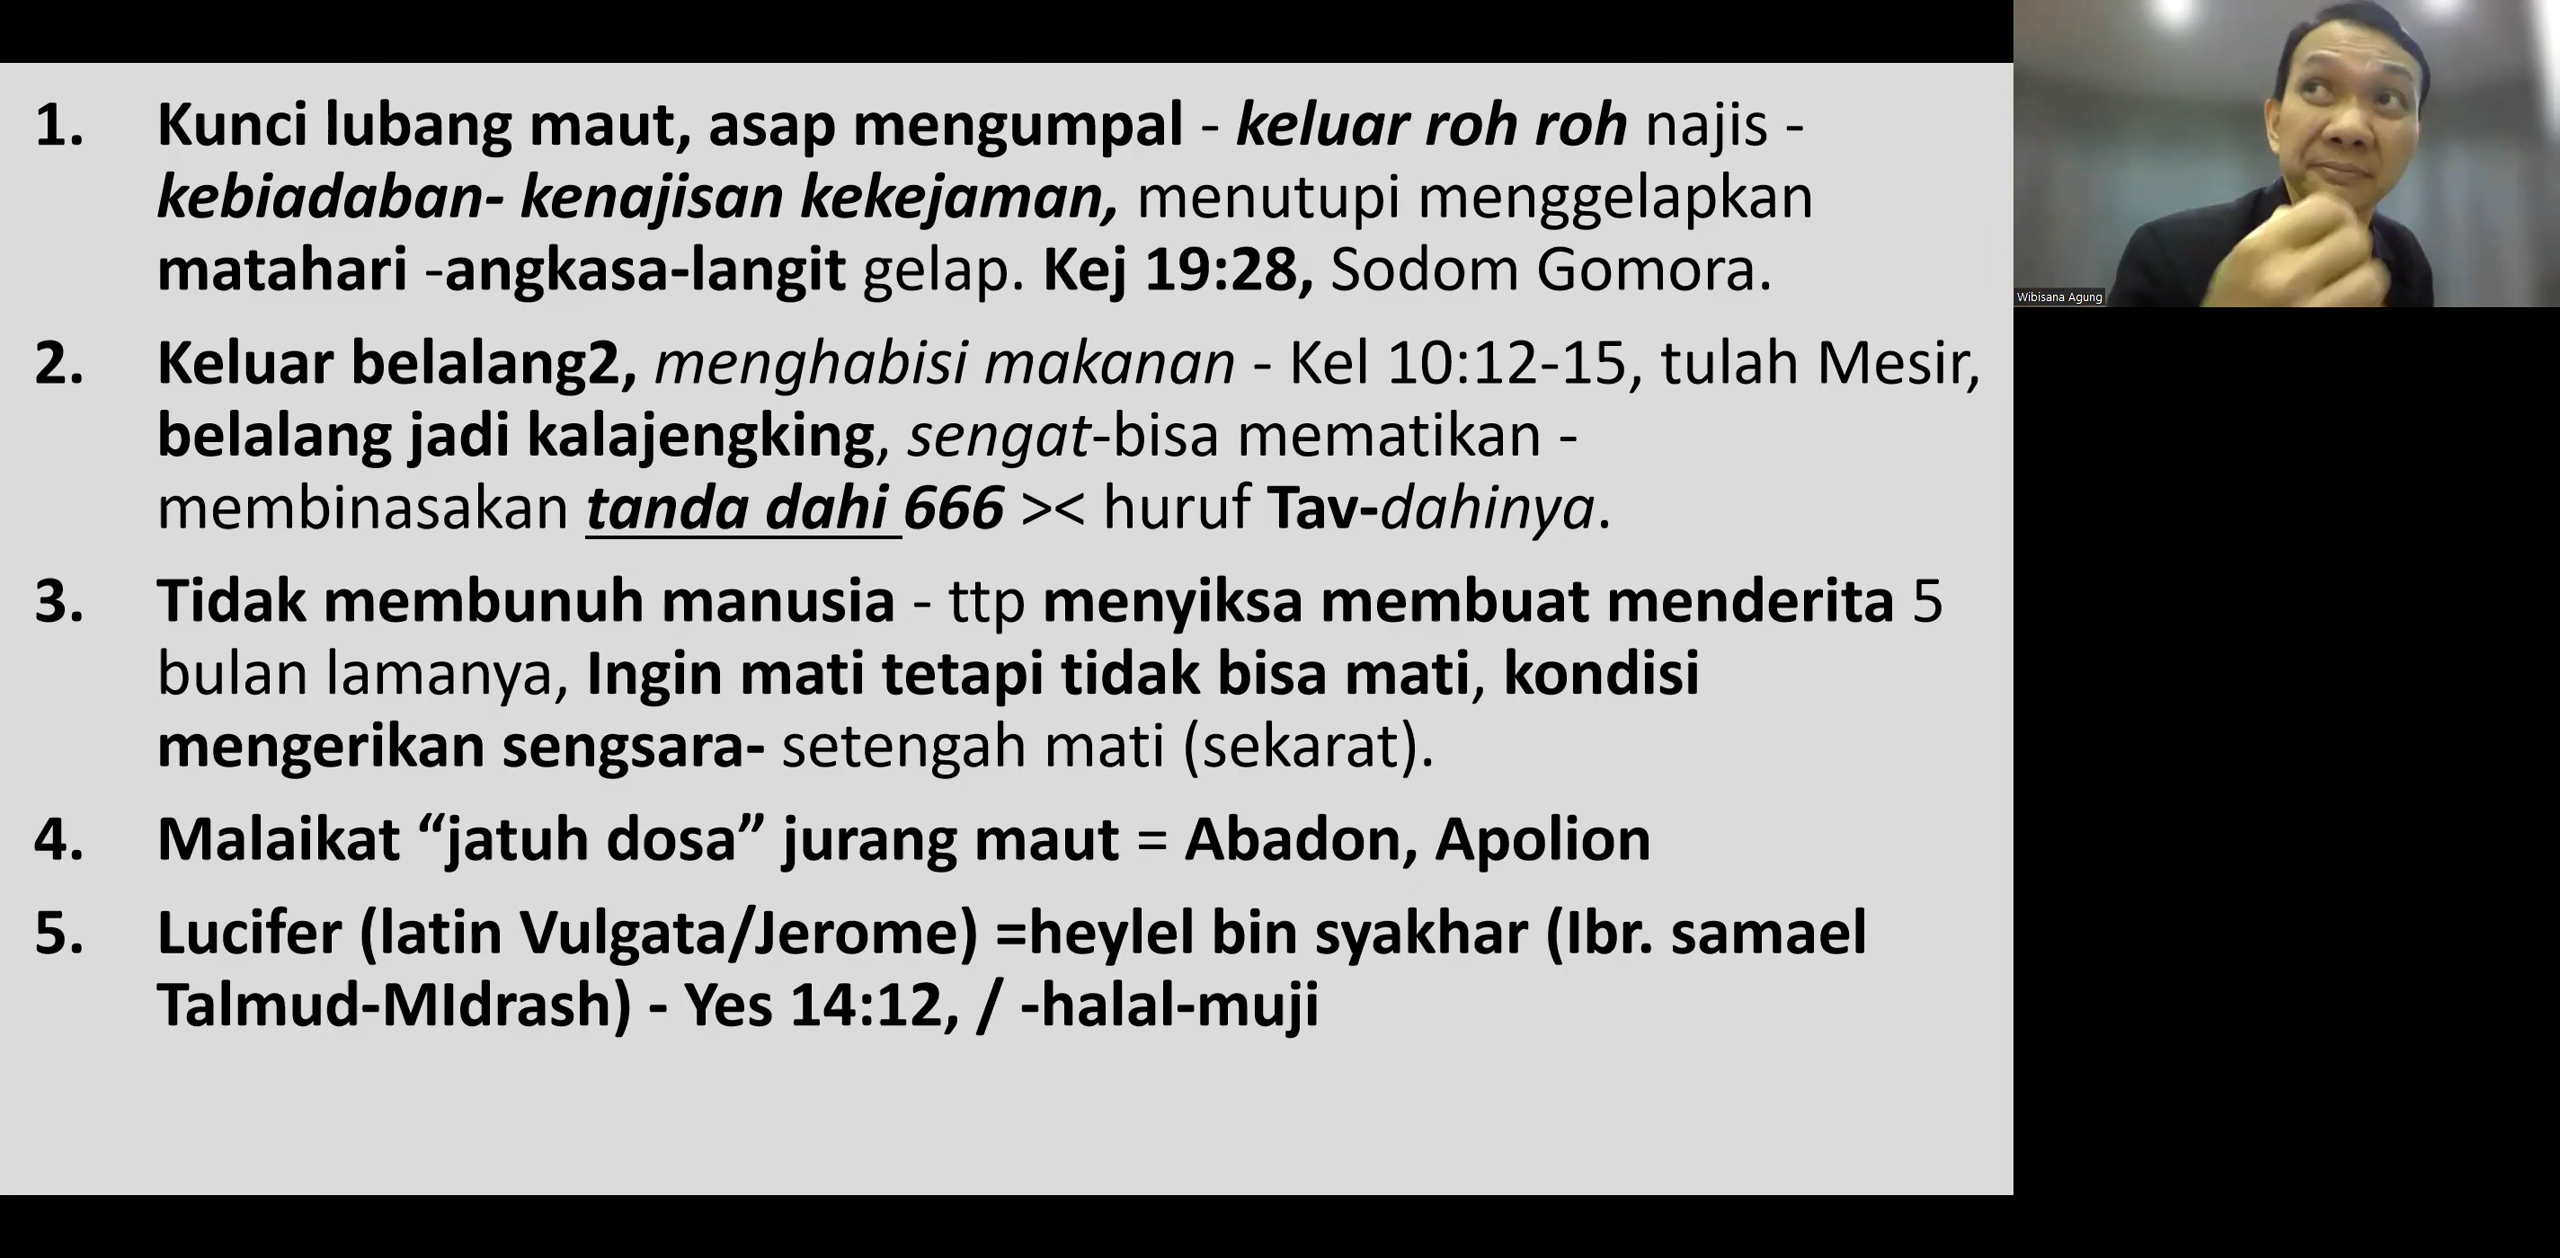 1. Kunci lubang maut, asap mengumpal - keluar roh roh najis -
kebiadaban- kenajisan kekejaman, menutupi menggelapkan
matahari -angkasa-langit gelap. Kej 19:28, Sodom Gomora.
2. Keluar belalang2, menghabisi makanan - Kel 10:12-15, tulah Mesir,
belalang jadi kalajengking, sengat-bisa mematikan -
membinasakan tanda dahi 666 >< huruf Tav-dahinya.
3. Tidak membunuh manusia - ttp menyiksa membuat menderita 5
bulan lamanya, Ingin mati tetapi tidak bisa mati, kondisi
mengerikan sengsara- setengah mati (sekarat).
4. Malaikat “jatuh dosa” jurang maut = Abadon, Apolion
5. Lucifer (latin Vulgata/Jerome) =heylel bin syakhar (Ibr. samael
Talmud-MIdrash) - Yes 14:12, / -halal-muji
Wibisana Agung